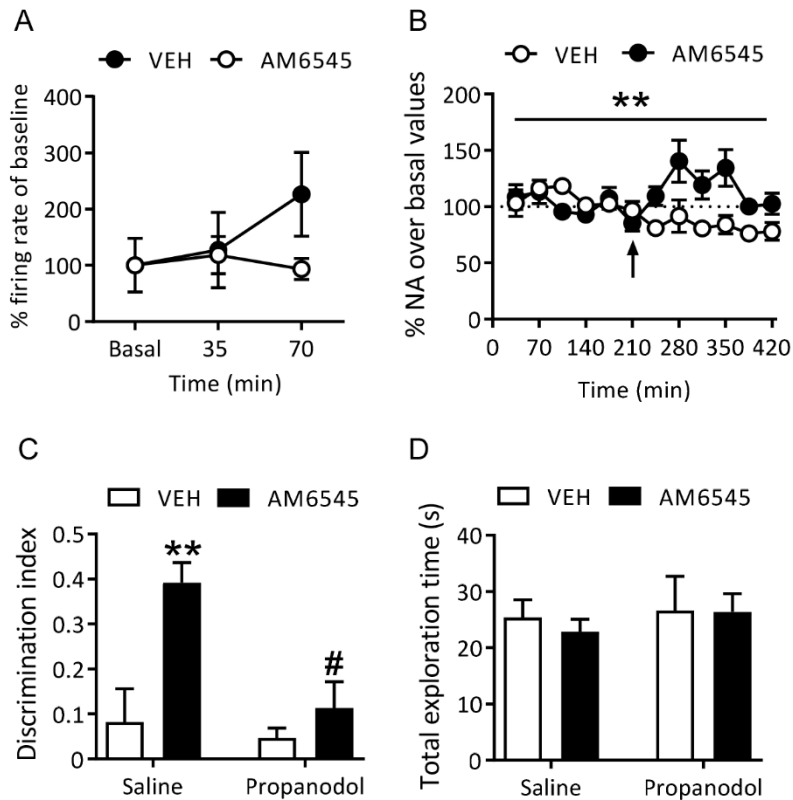 A
VEH AM6545
% firing rate of baseline
400
300
200
100
0
Basal 35 70
Time (min)
B
VEH AM6545
% NA over basal values
200
150
100
50
0
**
0 70 140 210 280 350 420
Time (min)
C
VEH AM6545
Discrimination index
0.5
0.4
0.3
0.2
0.1
0
**
#
Saline Propanodol
D
VEH AM6545
Total exploration time (s)
40
30
20
10
0
Saline Propanodol